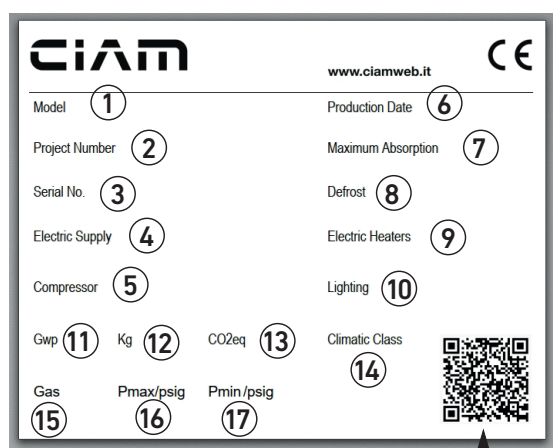 CiAM
www.ciamweb.it CE
Model 1 Production Date 6
Project Number 2 Maximum Absorption 7
Serial No. 3 Defrost 8
Electric Supply 4 Electric Heaters 9
Compressor 5 Lighting 10
Gwp 11 Kg 12 CO2eq 13 Climatic Class
14
Gas Pmax/psig Pmin/psig
15 16 17